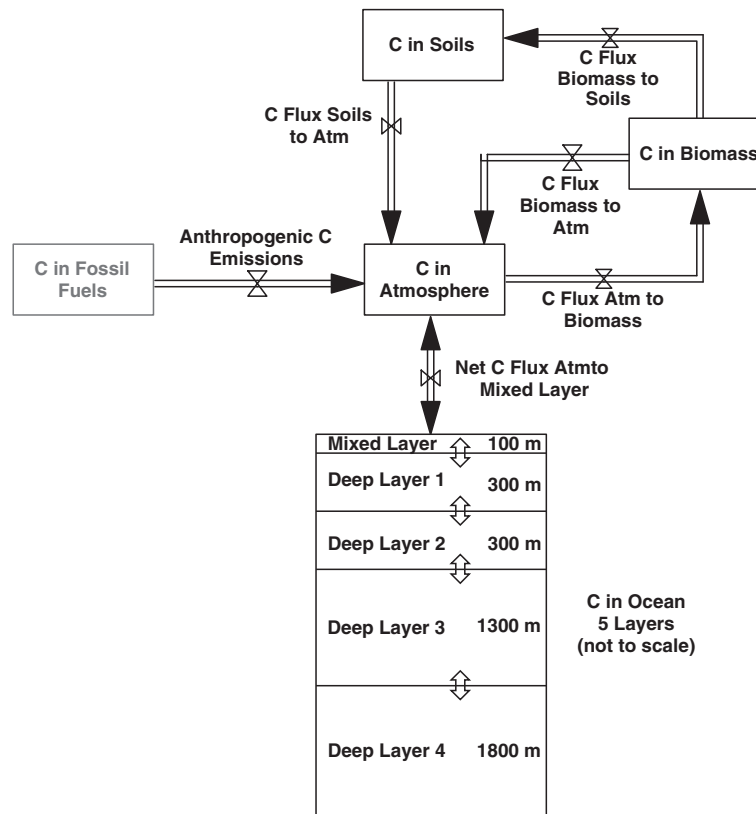 C in Soils
C Flux
Biomass to
Soils
C Flux Soils
to Atm
C in Biomass
C Flux
Biomass to
Atm
Anthropogenic C
Emissions
C in Fossil
Fuels
C in
Atmosphere
C Flux Atm to
Biomass
Net C Flux Atmto
Mixed Layer
Mixed Layer 100 m
Deep Layer 1 300 m
Deep Layer 2 300 m
Deep Layer 3 1300 m
C in Ocean
5 Layers
(not to scale)
Deep Layer 4 1800 m